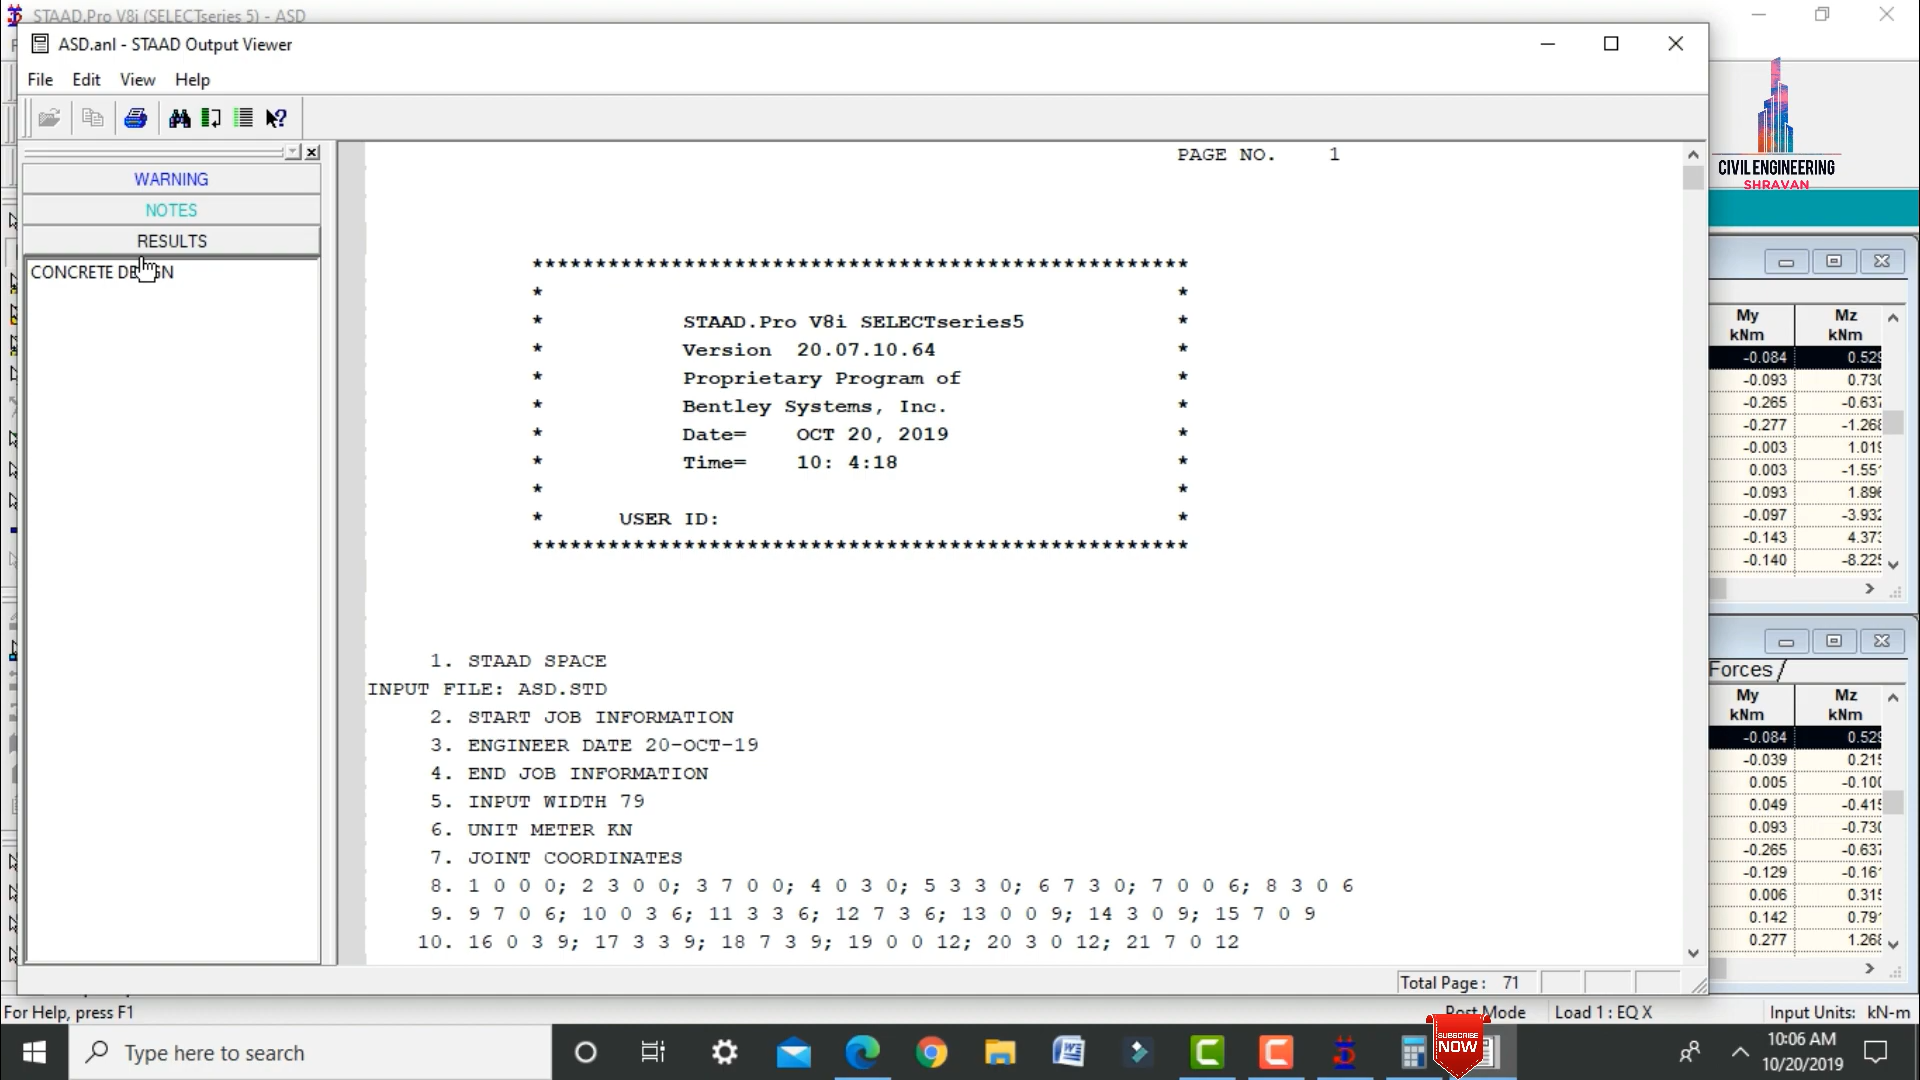 STAAD.Pro V8i (SELECTseries 5) - ASD
ASD.anl - STAAD Output Viewer
File Edit View Help
WARNING
NOTES
RESULTS
CONCRETE
PAGE NO. 1
***************************************************
* *
* STAAD.Pro V8i SELECTseries5 *
* Version 20.07.10.64 *
* Proprietary Program of *
* Bentley Systems, Inc. *
* Date= OCT 20, 2019 *
* Time= 10: 4:18 *
* *
* USER ID: *
***************************************************
1. STAAD SPACE
INPUT FILE: ASD.STD
2. START JOB INFORMATION
3. ENGINEER DATE 20-OCT-19
4. END JOB INFORMATION
5. INPUT WIDTH 79
6. UNIT METER KN
7. JOINT COORDINATES
8. 1 0 0 0; 2 3 0 0; 3 7 0 0; 4 0 3 0; 5 3 3 0; 6 7 3 0; 7 0 0 6; 8 3 0 6
9. 9 7 0 6; 10 0 3 6; 11 3 3 6; 12 7 3 6; 13 0 0 9; 14 3 0 9; 15 7 0 9
10. 16 0 3 9; 17 3 3 9; 18 7 3 9; 19 0 0 12; 20 3 0 12; 21 7 0 12
Total Page : 71
CIVIL ENGINEERING
SHRAVAN
My Mz
kNm kNm
-0.084
-0.093
-0.265
-0.277
-0.003
0.003
-0.093
-0.097
-0.143
-0.140
Forces
My Mz
kNm kNm
-0.084
-0.039
0.005
0.049
0.093
-0.265
-0.129
0.006
0.142
0.277
For Help, press F1
Mode Load 1 : EQ X Input Units: kN-m
Type here to search
SUBSCRIBE
NOW
10:06 AM
10/20/2019